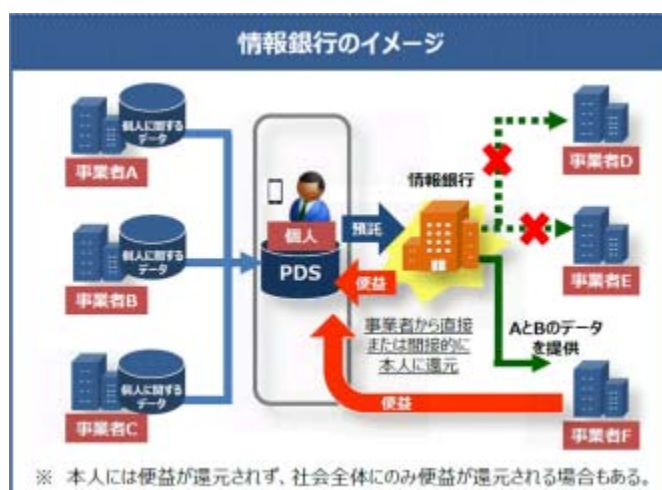 情報銀行のイメージ
個人に関する
データ
事業者A
個人に関する
データ
事業者B
個人に関する
データ
事業者C
個人
PDS
預託
情報銀行
便益
事業者から直接
または間接的に
本人に還元
便益
AとBのデータ
を提供
事業者D
事業者E
事業者F
※ 本人には便益が還元されず、社会全体にのみ便益が還元される場合もある。